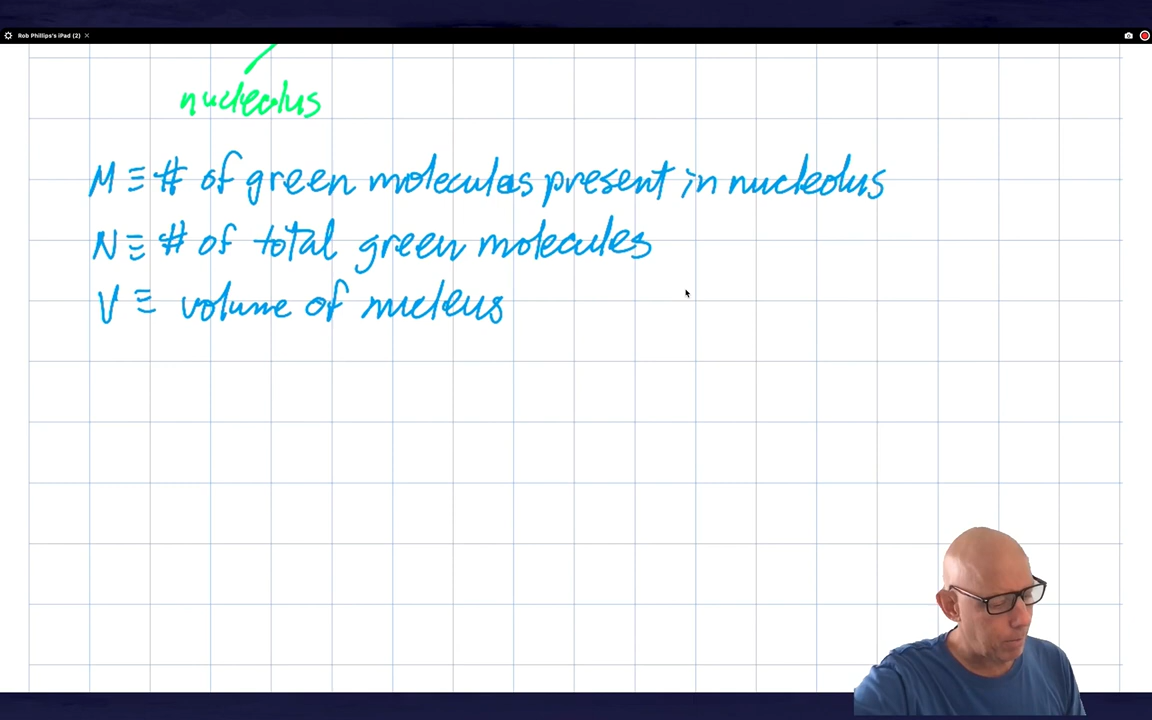 Rob Phillips's iPad (2) ×
nucleolus
M ≡ # of green molecules present in nucleolus
N ≡ # of total green molecules
V ≡ volume of nucleus